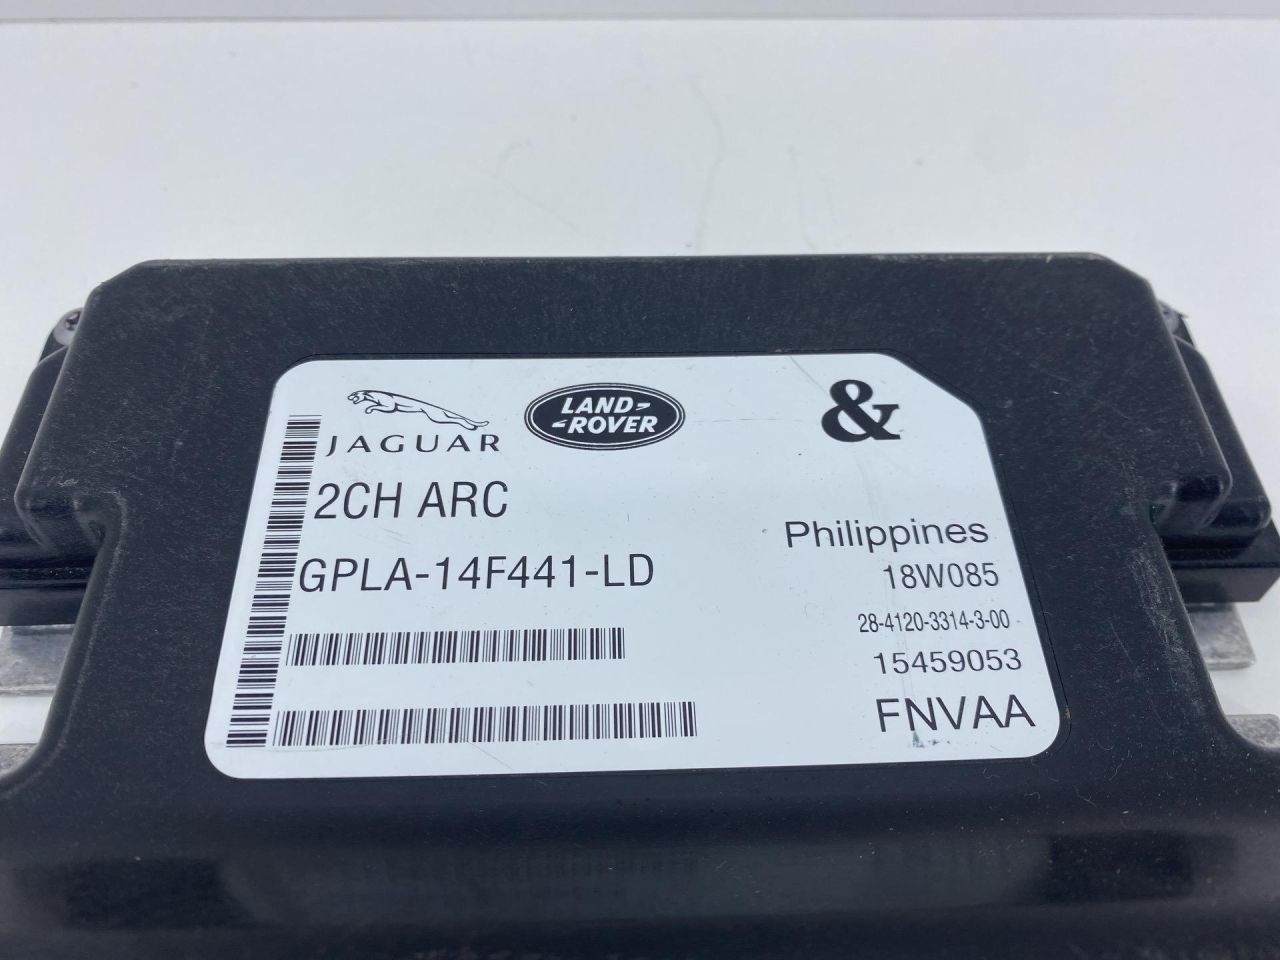 JAGUAR
LAND-
-ROVER
&
2CH ARC
GPLA-14F441-LD
Philippines
18W085
28-4120-3314-3-00
15459053
FNVAA